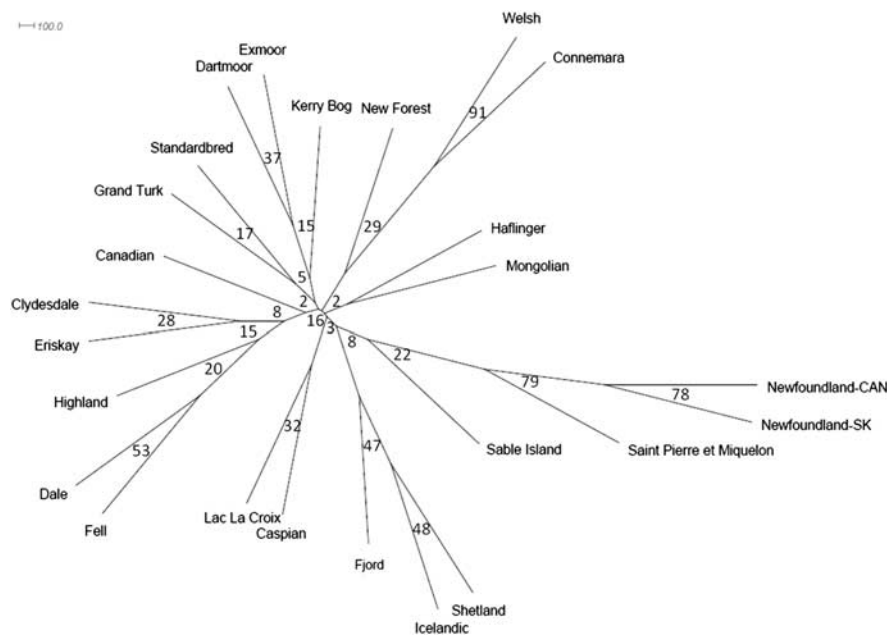 100.0
Welsh
Exmoor
Dartmoor
Connemara
Kerry Bog
New Forest
91
Standardbred
37
Grand Turk
15
29
17
Haflinger
Canadian
Mongolian
5
Clydesdale
2
2
8
28
16
3
Eriskay
15
8
22
20
79
Newfoundland-CAN
78
Highland
Newfoundland-SK
32
47
Sable Island
Saint Pierre et Miquelon
53
Dale
Lac La Croix
Fell
Caspian
48
Fjord
Shetland
Icelandic